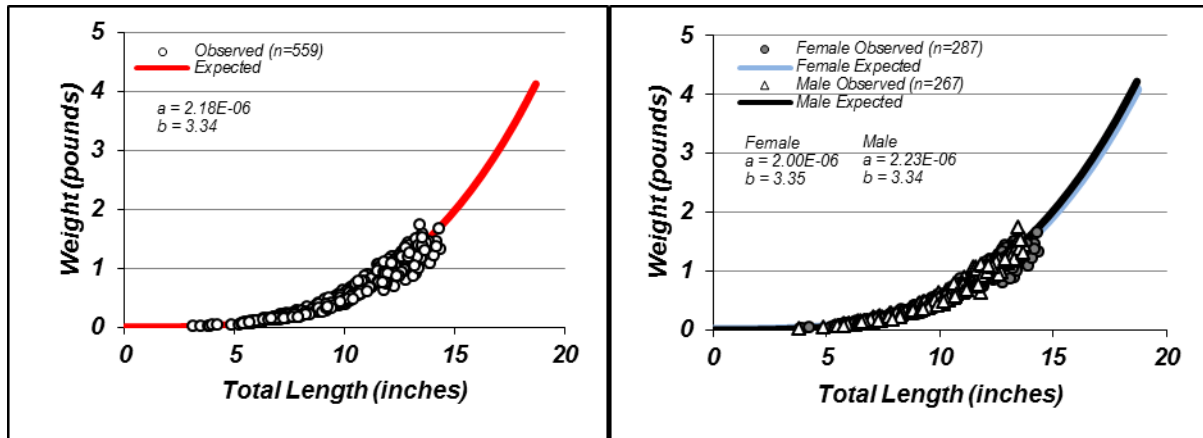 5
4
3
2
1
0
Weight (pounds)
Observed (n=559)
Expected
a = 2.18E-06
b = 3.34
0 5 10 15 20
Total Length (inches)
5
4
3
2
1
0
Weight (pounds)
Female Observed (n=287)
Female Expected
Male Observed (n=267)
Male Expected
Female Male
a = 2.00E-06 a = 2.23E-06
b = 3.35 b = 3.34
0 5 10 15 20
Total Length (inches)